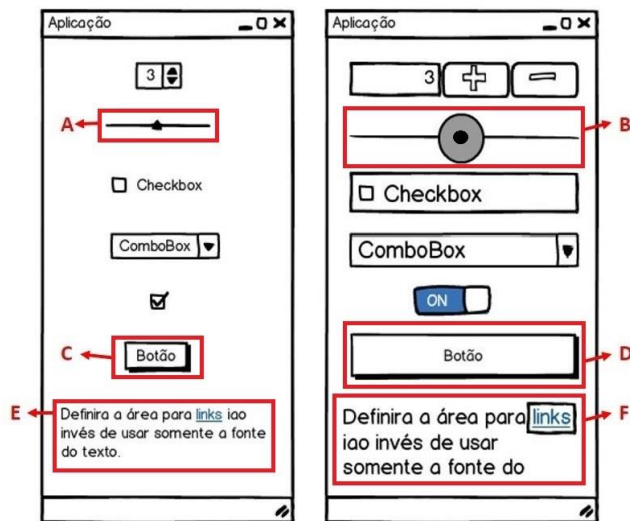 Aplicação
3
A
Checkbox
ComboBox
C
Botão
E
Definira a área para links iao
invés de usar somente a fonte
do texto.
Aplicação
3
B
Checkbox
ComboBox
ON
Botão
D
Definira a área para links
iao invés de usar
somente a fonte do
F